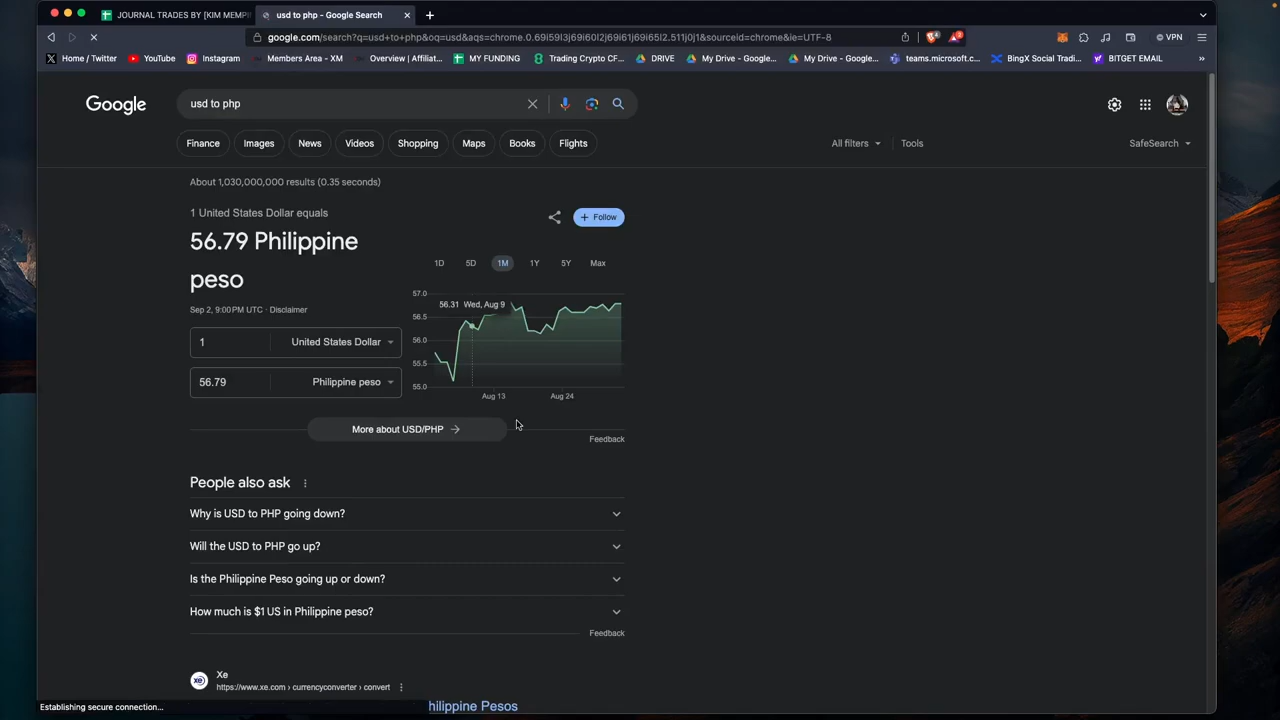 JOURNAL TRADES BY [KIM MEMPI
usd to php - Google Search
google.com/search?q=usd+to+php&oq=usd&aqs=chrome.0.69i59l3j69i60l2j69i61j69i65l2.511j0j1&sourceid=chrome&ie=UTF-8
VPN
Home / Twitter
YouTube
Instagram
Members Area - XM
Overview | Affiliat...
MY FUNDING
Trading Crypto CF...
DRIVE
My Drive - Google...
My Drive - Google...
teams.microsoft.c...
BingX Social Tradi...
BITGET EMAIL
»
Google
usd to php
Finance
Images
News
Videos
Shopping
Maps
Books
Flights
All filters
Tools
SafeSearch
About 1,030,000,000 results (0.35 seconds)
1 United States Dollar equals
56.79 Philippine
peso
Sep 2, 9:00 PM UTC · Disclaimer
+ Follow
1D
5D
1M
1Y
5Y
Max
57.0
56.31 Wed, Aug 9
56.5
56.0
55.5
55.0
Aug 13
Aug 24
1
United States Dollar
56.79
Philippine peso
More about USD/PHP
Feedback
People also ask
Why is USD to PHP going down?
Will the USD to PHP go up?
Is the Philippine Peso going up or down?
How much is $1 US in Philippine peso?
Feedback
xe
Xe
https://www.xe.com › currencyconverter › convert
hilippine Pesos
Establishing secure connection...